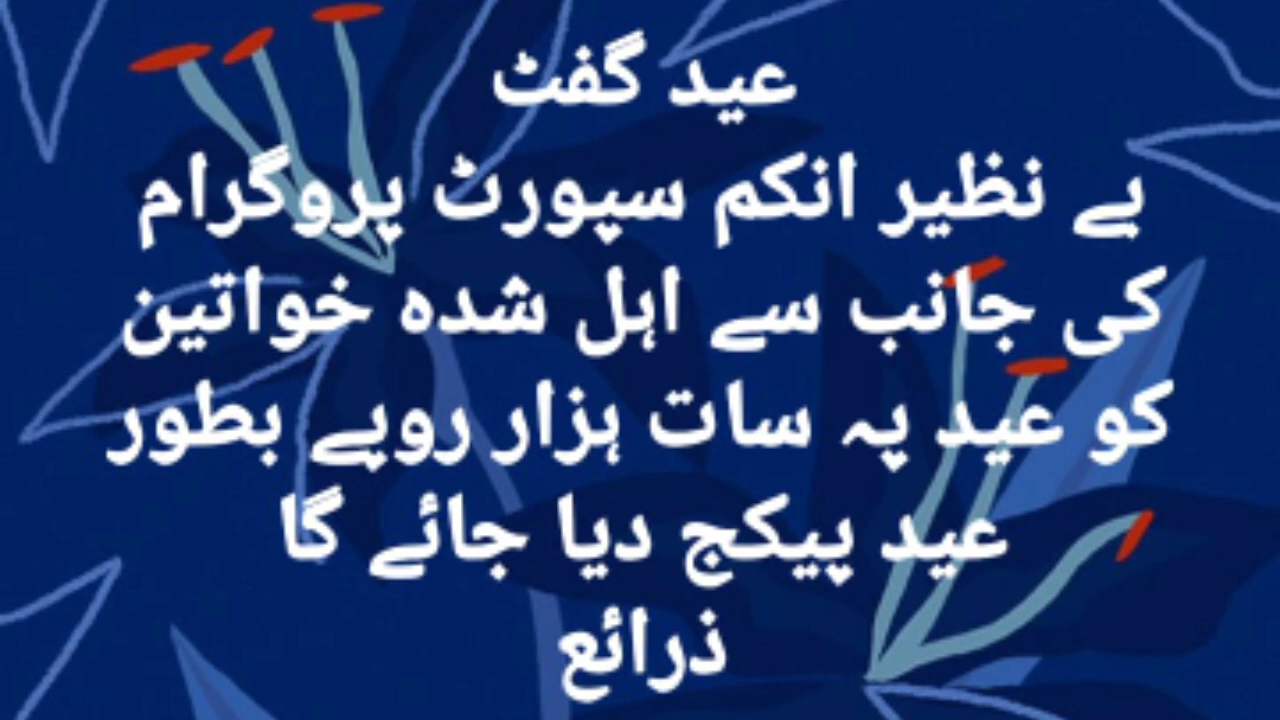 عید گفٹ
بے نظیر انکم سپورٹ پروگرام
کی جانب سے اہل شدہ خواتین
کو عید پہ سات ہزار روپے بطور
عید پیکج دیا جائے گا
ذرائع